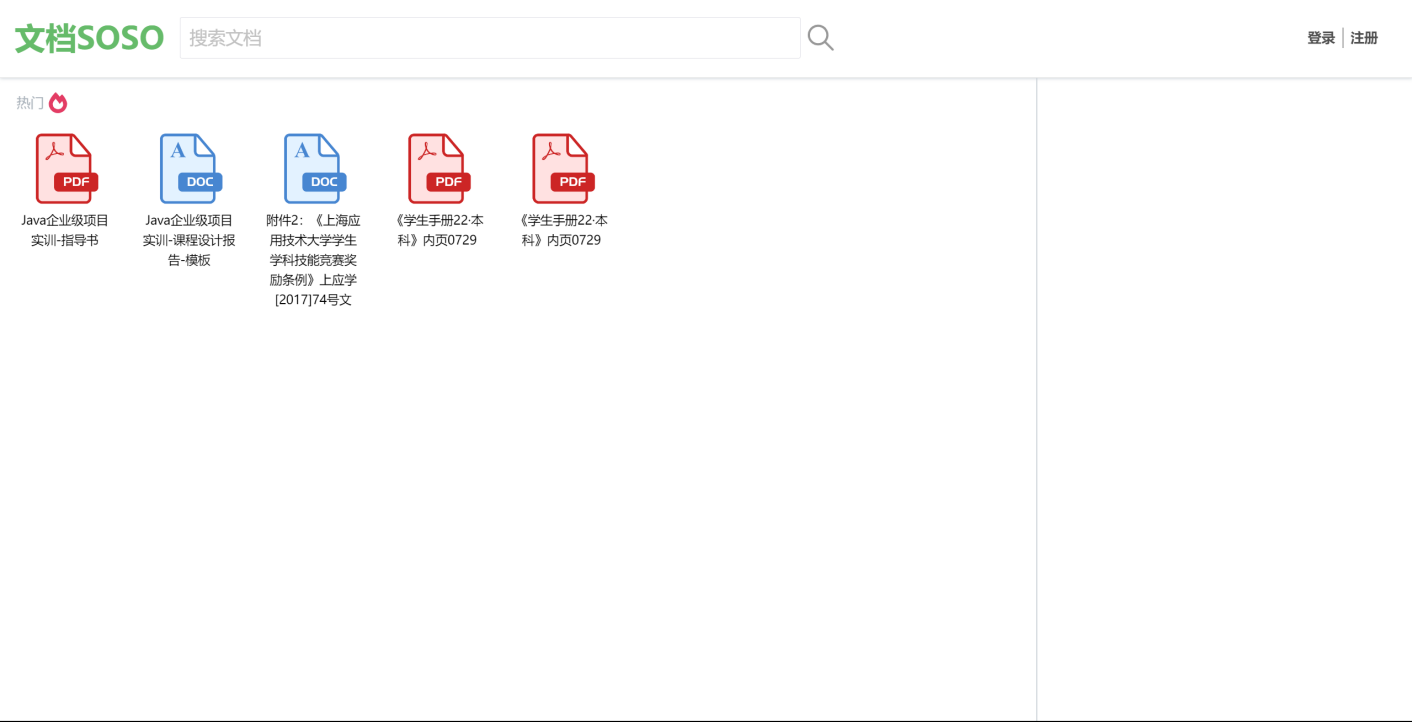 文档SOSO
搜索文档
登录
注册
热门
PDF
A
DOC
A
DOC
PDF
PDF
Java企业级项目
实训-指导书
Java企业级项目
实训-课程设计报
告-模板
附件2：《上海应
用技术大学学生
学科技能竞赛奖
励条例》上应学
[2017]74号文
《学生手册22·本
科》内页0729
《学生手册22·本
科》内页0729